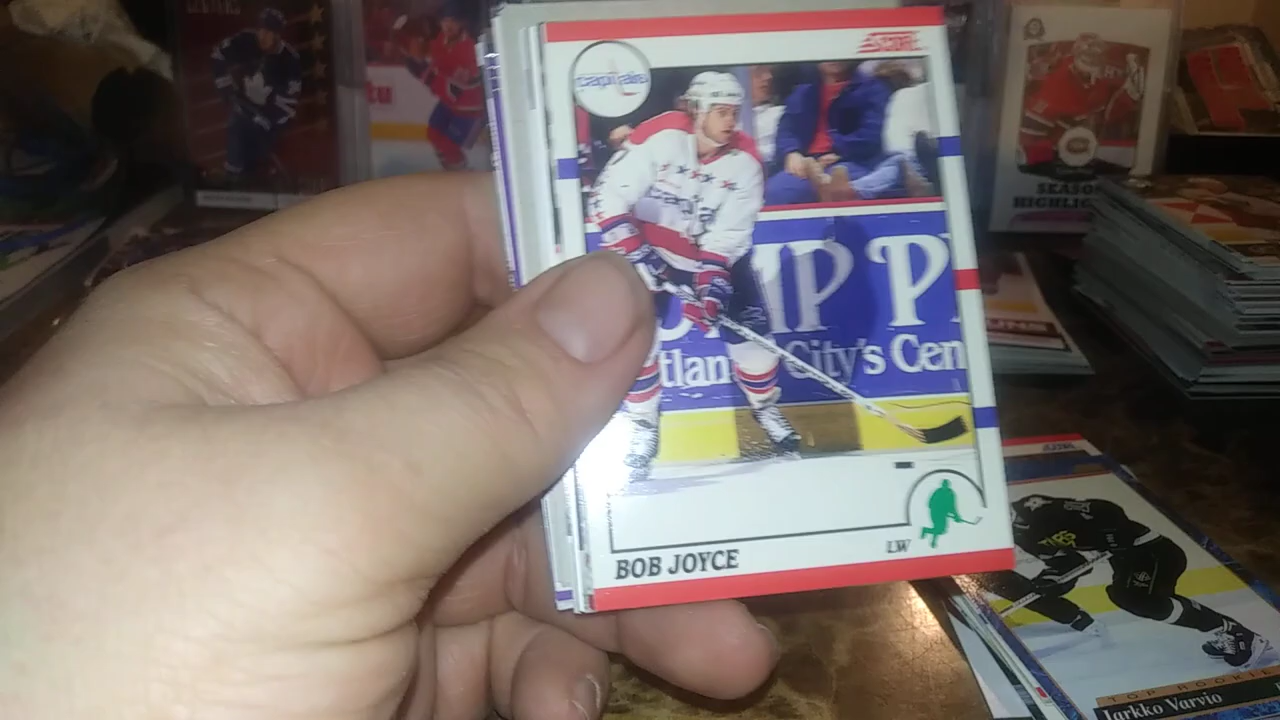 SCORE
capitals
MP P
tlan City's Cen
BOB JOYCE
LW
SEASO
HIGHLIG
TOP ROOKIE
Jarkko Varvio